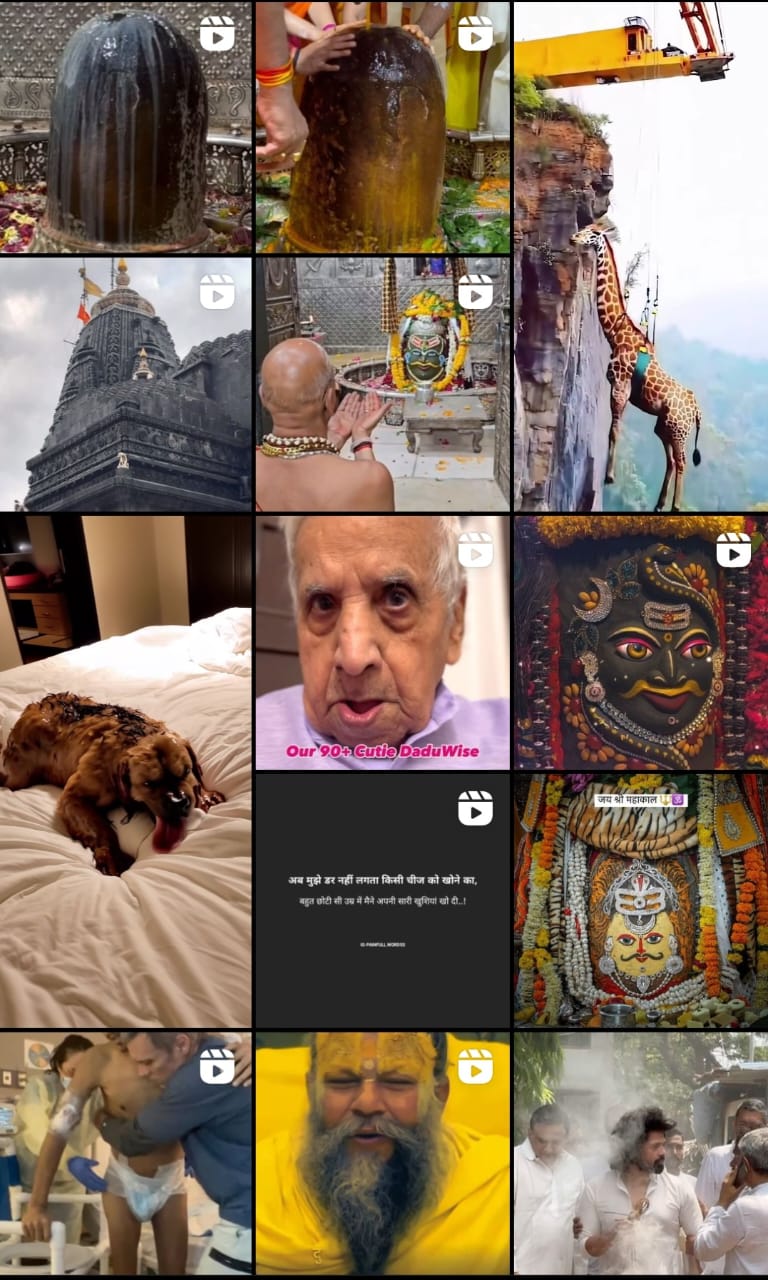 Our 90+ Cutie DaduWise
जय श्री महाकाल 🔱🕉️
अब मुझे डर नहीं लगता किसी चीज को खोने का,
बहुत छोटी सी उम्र में मैने अपनी सारी खुशियां खो दी..!
IG-PAINFULL.WORDSS